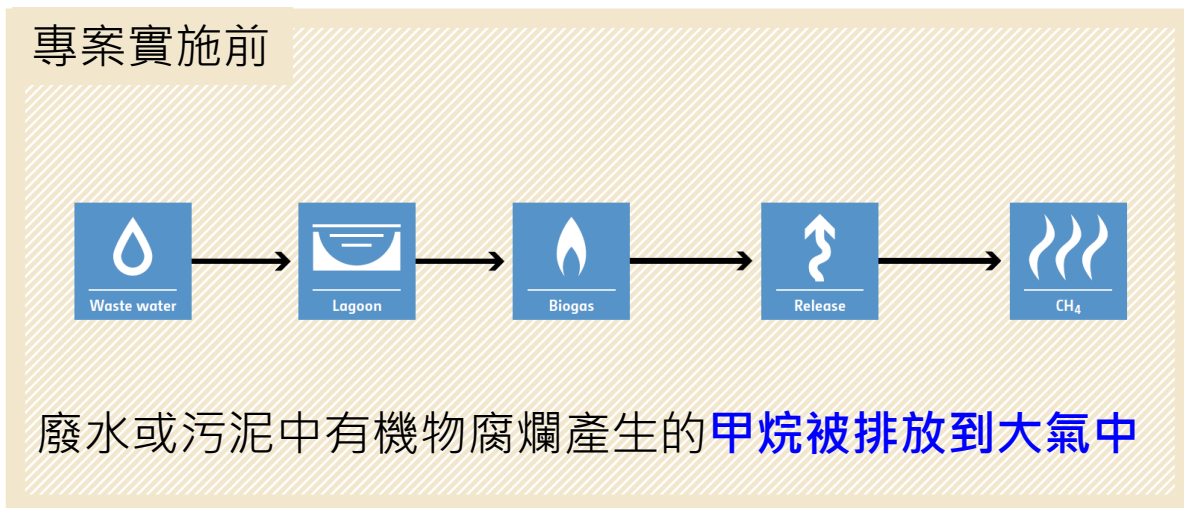 專案實施前
Waste water
Lagoon
Biogas
Release
CH₄
廢水或污泥中有機物腐爛產生的甲烷被排放到大氣中